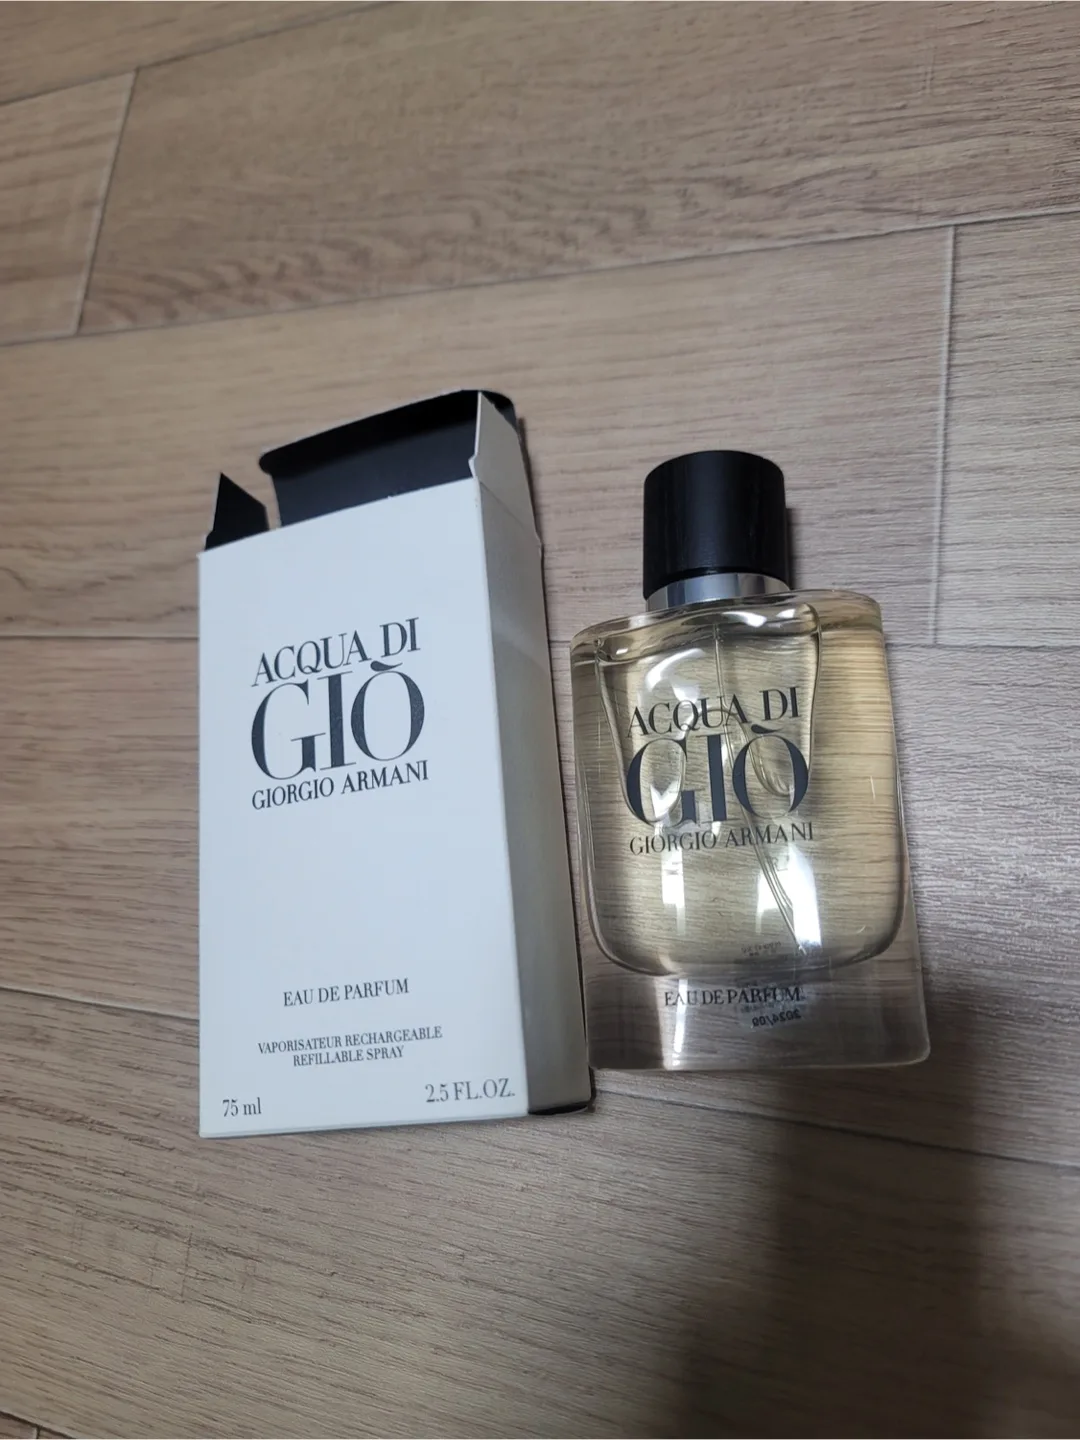 ACQUA DI
GIÒ
GIORGIO ARMANI
EAU DE PARFUM
VAPORISATEUR RECHARGEABLE
REFILLABLE SPRAY
75 ml
2.5 FL.OZ.
ACQUA DI
GIÒ
GIORGIO ARMANI
EAU DE PARFUM